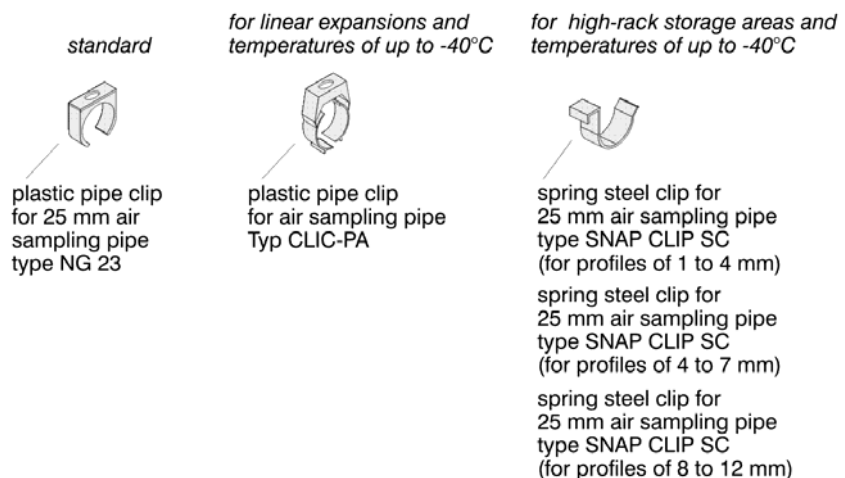 standard
for linear expansions and
temperatures of up to -40°C
for high-rack storage areas and
temperatures of up to -40°C
plastic pipe clip
for 25 mm air
sampling pipe
type NG 23
plastic pipe clip
for air sampling pipe
Typ CLIC-PA
spring steel clip for
25 mm air sampling pipe
type SNAP CLIP SC
(for profiles of 1 to 4 mm)
spring steel clip for
25 mm air sampling pipe
type SNAP CLIP SC
(for profiles of 4 to 7 mm)
spring steel clip for
25 mm air sampling pipe
type SNAP CLIP SC
(for profiles of 8 to 12 mm)